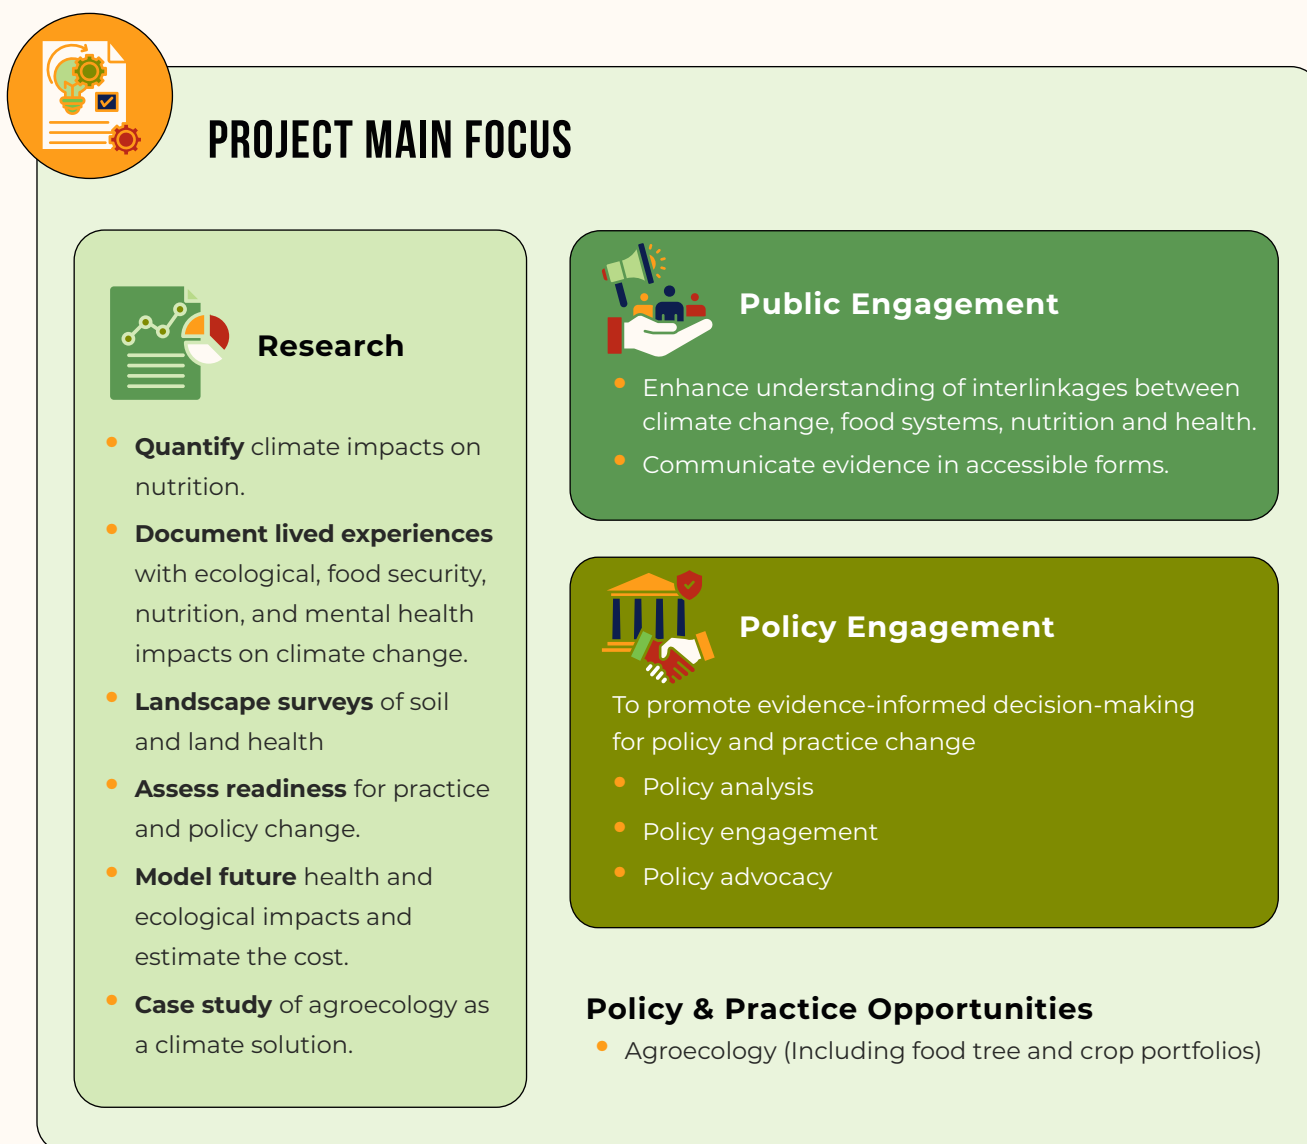 PROJECT MAIN FOCUS
Research
Quantify climate impacts on
nutrition.
Document lived experiences
with ecological, food security,
nutrition, and mental health
impacts on climate change.
Landscape surveys of soil
and land health
Assess readiness for practice
and policy change.
Model future health and
ecological impacts and
estimate the cost.
Case study of agroecology as
a climate solution.
Public Engagement
Enhance understanding of interlinkages between
climate change, food systems, nutrition and health.
Communicate evidence in accessible forms.
Policy Engagement
To promote evidence-informed decision-making
for policy and practice change
Policy analysis
Policy engagement
Policy advocacy
Policy & Practice Opportunities
Agroecology (Including food tree and crop portfolios)